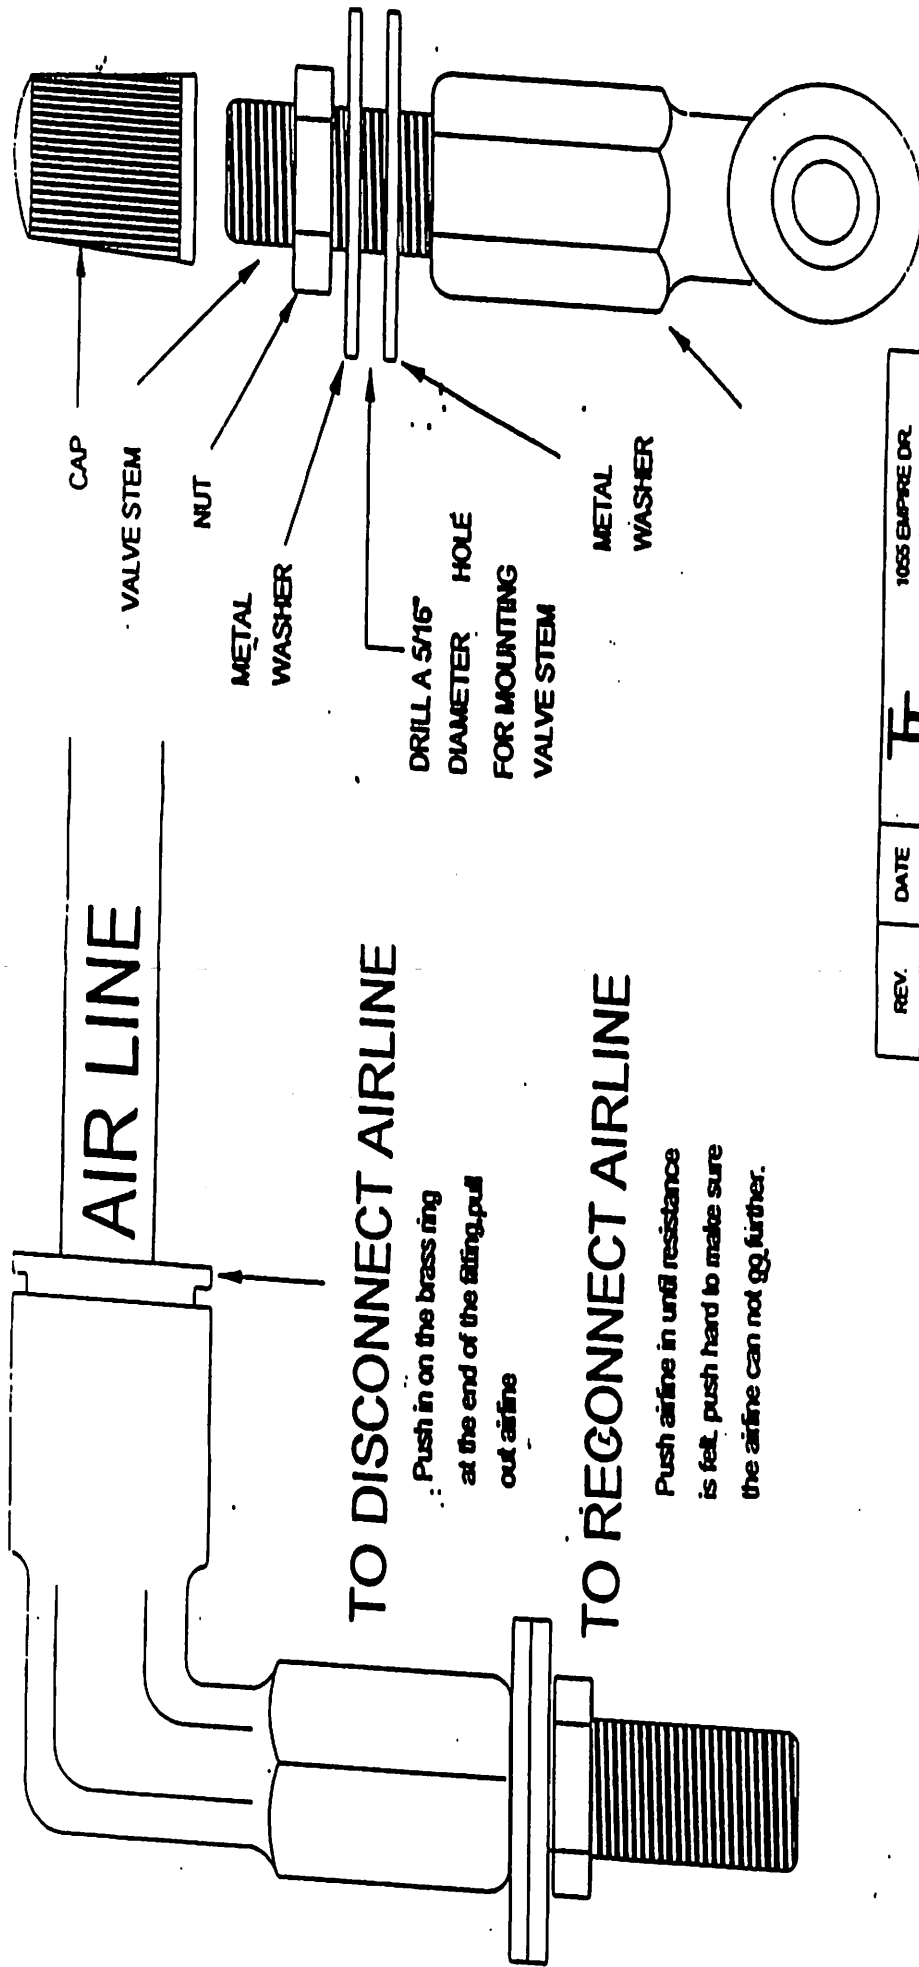 CAP
VALVE STEM
NUT
METAL
WASHER
DRILL A 5/16"
DIAMETER HOLE
FOR MOUNTING
VALVE STEM
METAL
WASHER
AIR LINE
TO DISCONNECT AIRLINE
Push in on the brass ring
at the end of the fitting,pull
out airline
TO RECONNECT AIRLINE
Push airline in until resistance
is felt, push hard to make sure
the airline can not go further.
REV. DATE
1055 EMPIRE DR.